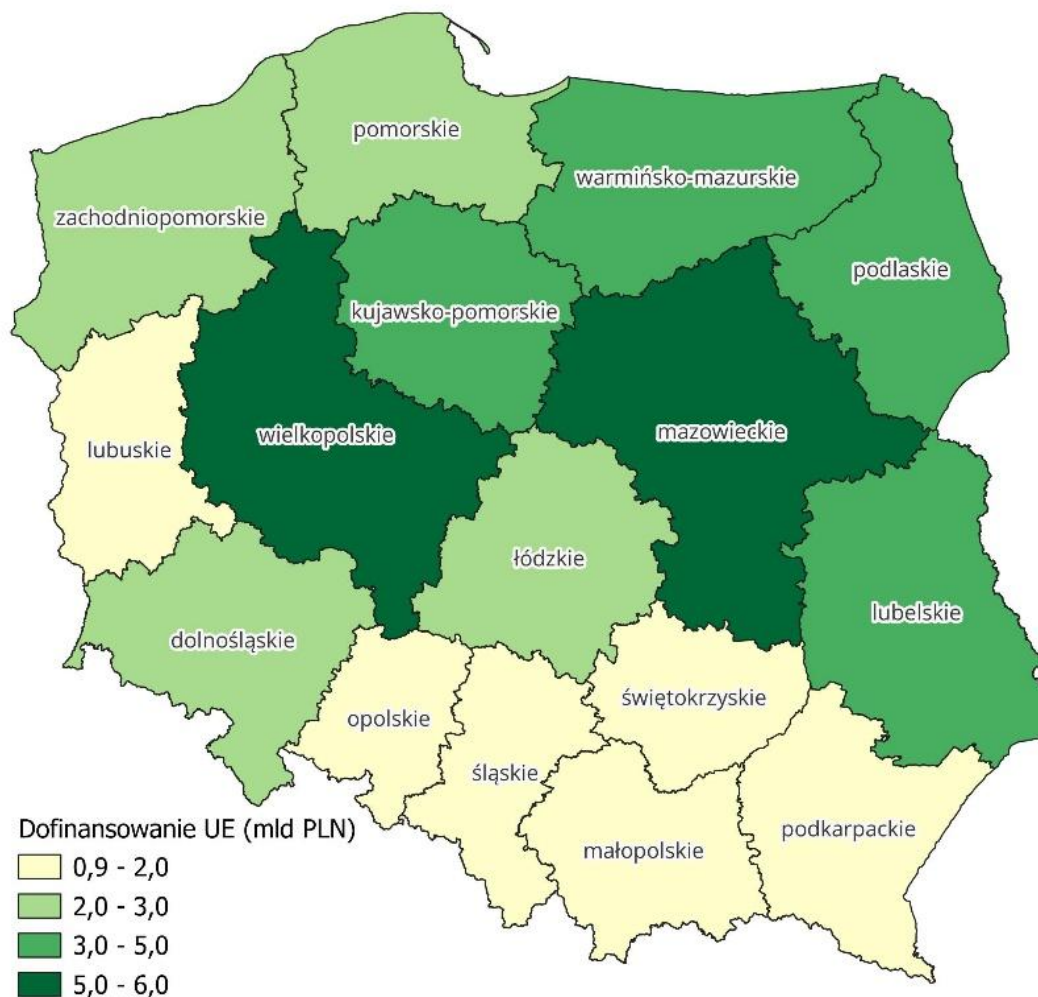 pomorskie
warmińsko-mazurskie
zachodniopomorskie
podlaskie
kujawsko-pomorskie
wielkopolskie
mazowieckie
lubuskie
łódzkie
lubelskie
dolnośląskie
świętokrzyskie
opolskie
śląskie
podkarpackie
małopolskie
Dofinansowanie UE (mld PLN)
0,9 - 2,0
2,0 - 3,0
3,0 - 5,0
5,0 - 6,0